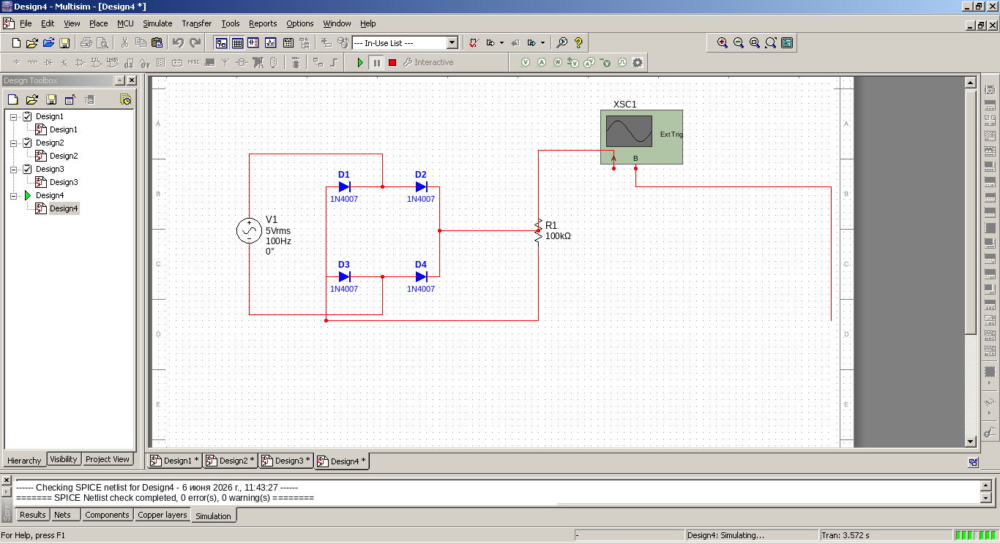 Design4 - Multisim - [Design4 *]
File Edit View Place MCU Simulate Transfer Tools Reports Options Window Help
--- In-Use List ---
MISC
Interactive
V A W V A V
Design Toolbox
Design1
Design1
Design2
Design2
Design3
Design3
Design4
Design4
Hierarchy Visibility Project View
A
B
C
D
E
A
B
C
D
E
XSC1
Ext Trig
A B
D1
1N4007
D2
1N4007
V1
5Vrms
100Hz
0°
R1
100kΩ
D3
1N4007
D4
1N4007
Design1 * Design2 * Design3 * Design4 *
------ Checking SPICE netlist for Design4 - 6 июня 2026 г., 11:43:27 ------
======= SPICE Netlist check completed, 0 error(s), 0 warning(s) ========
Sprea
Results Nets Components Copper layers Simulation
For Help, press F1
-
Design4: Simulating...
Tran: 3.572 s